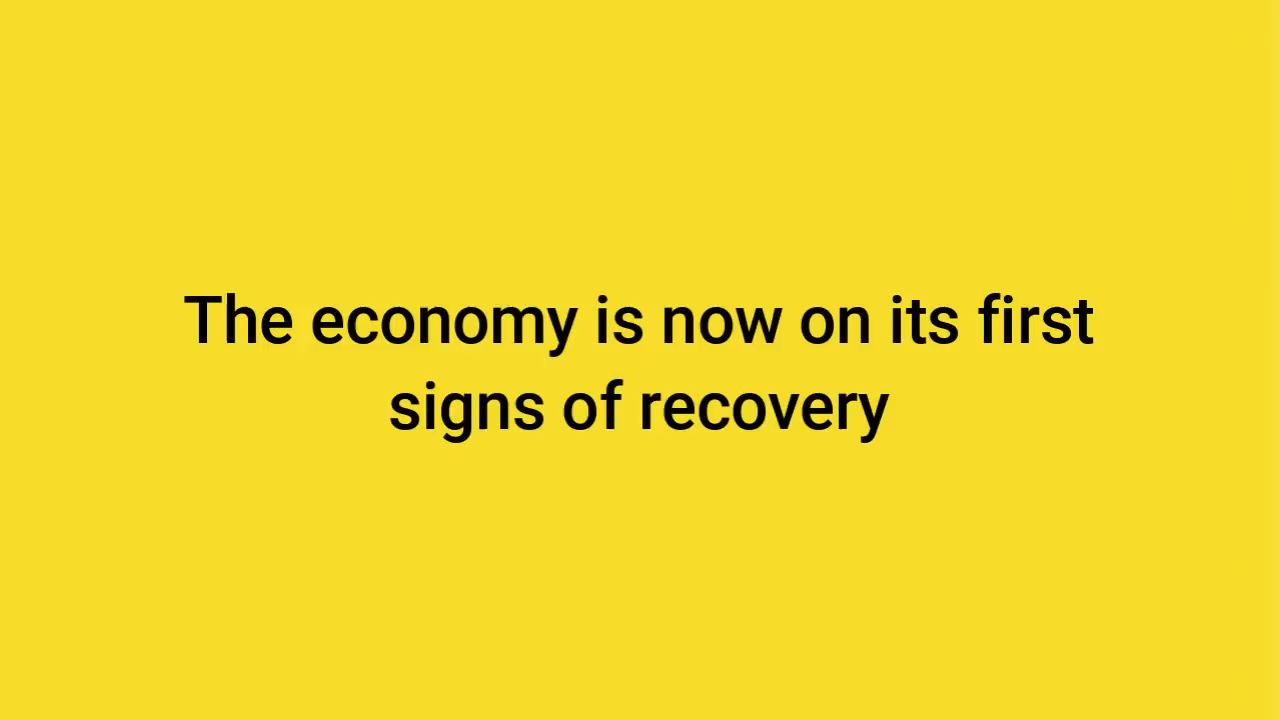 The economy is now on its first
signs of recovery